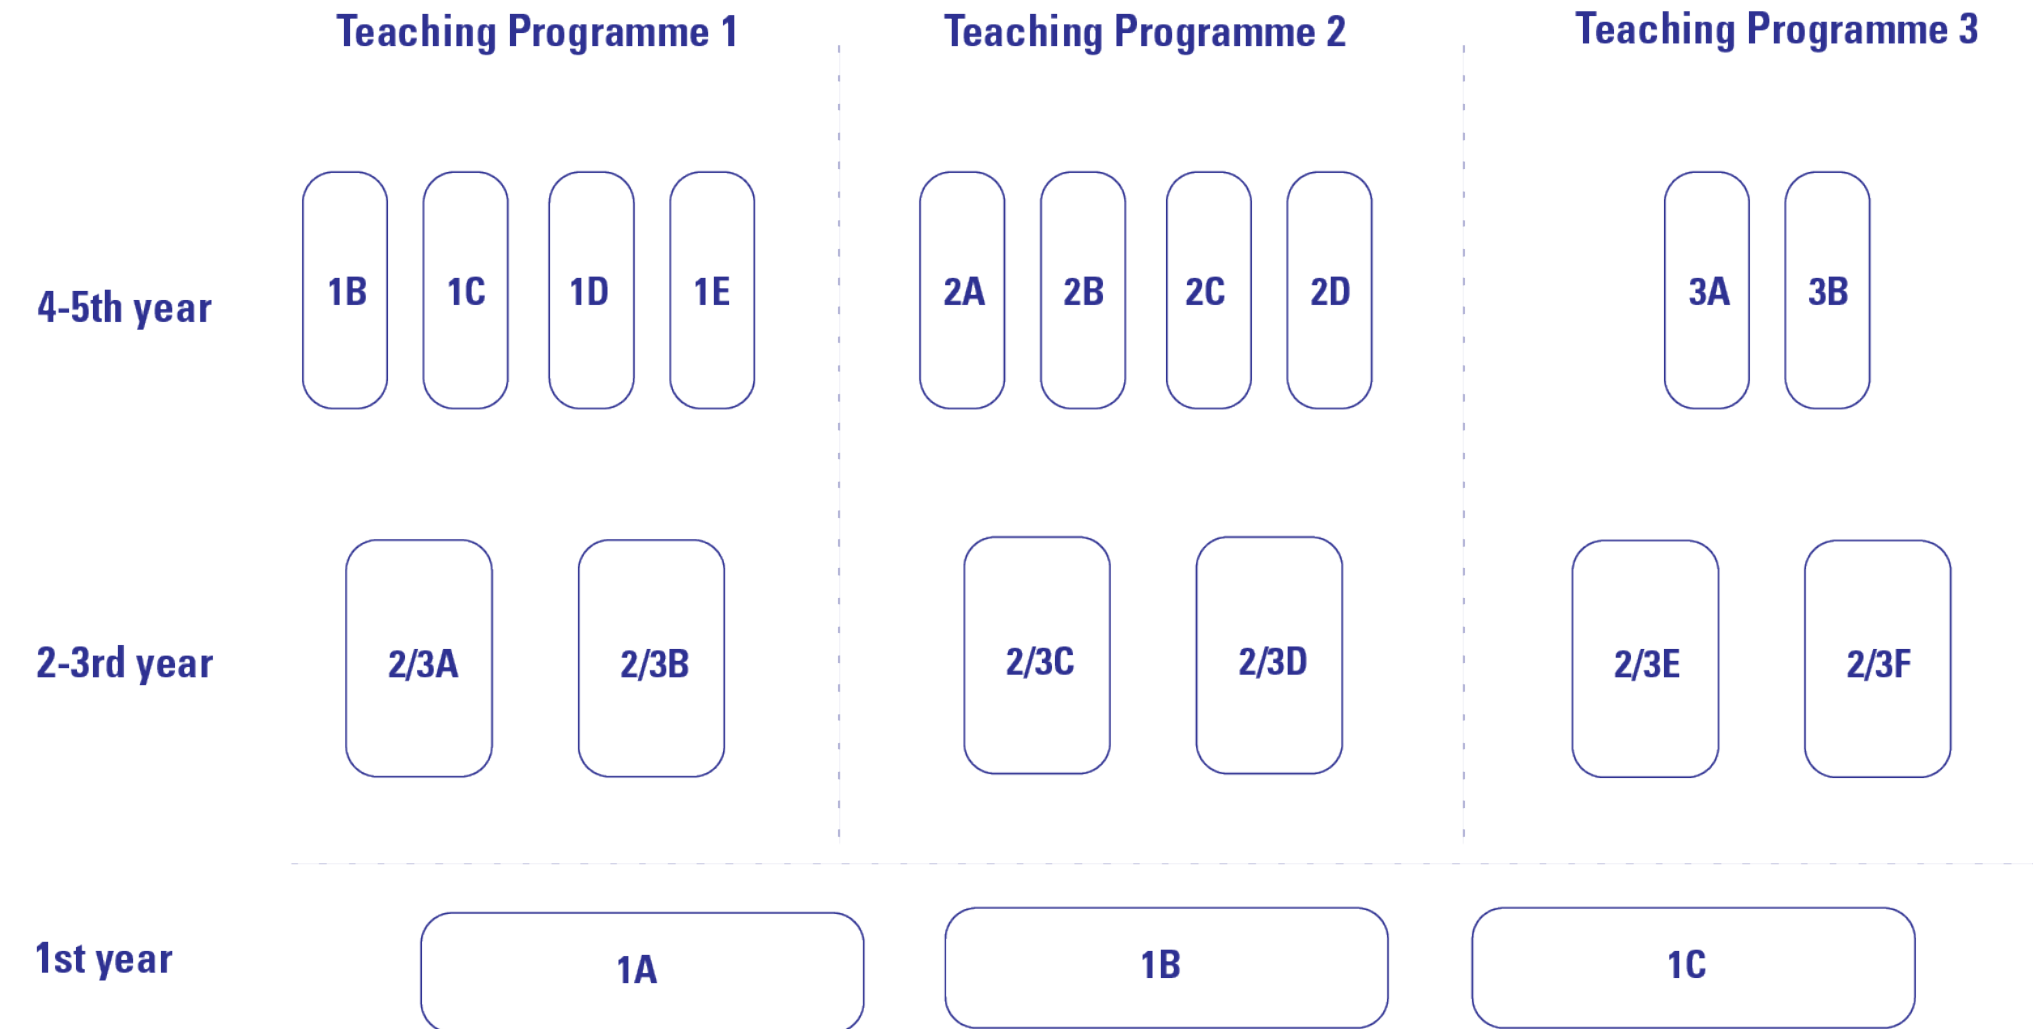 Teaching Programme 1
Teaching Programme 2
Teaching Programme 3
4-5th year
1B
1C
1D
1E
2A
2B
2C
2D
3A
3B
2-3rd year
2/3A
2/3B
2/3C
2/3D
2/3E
2/3F
1st year
1A
1B
1C